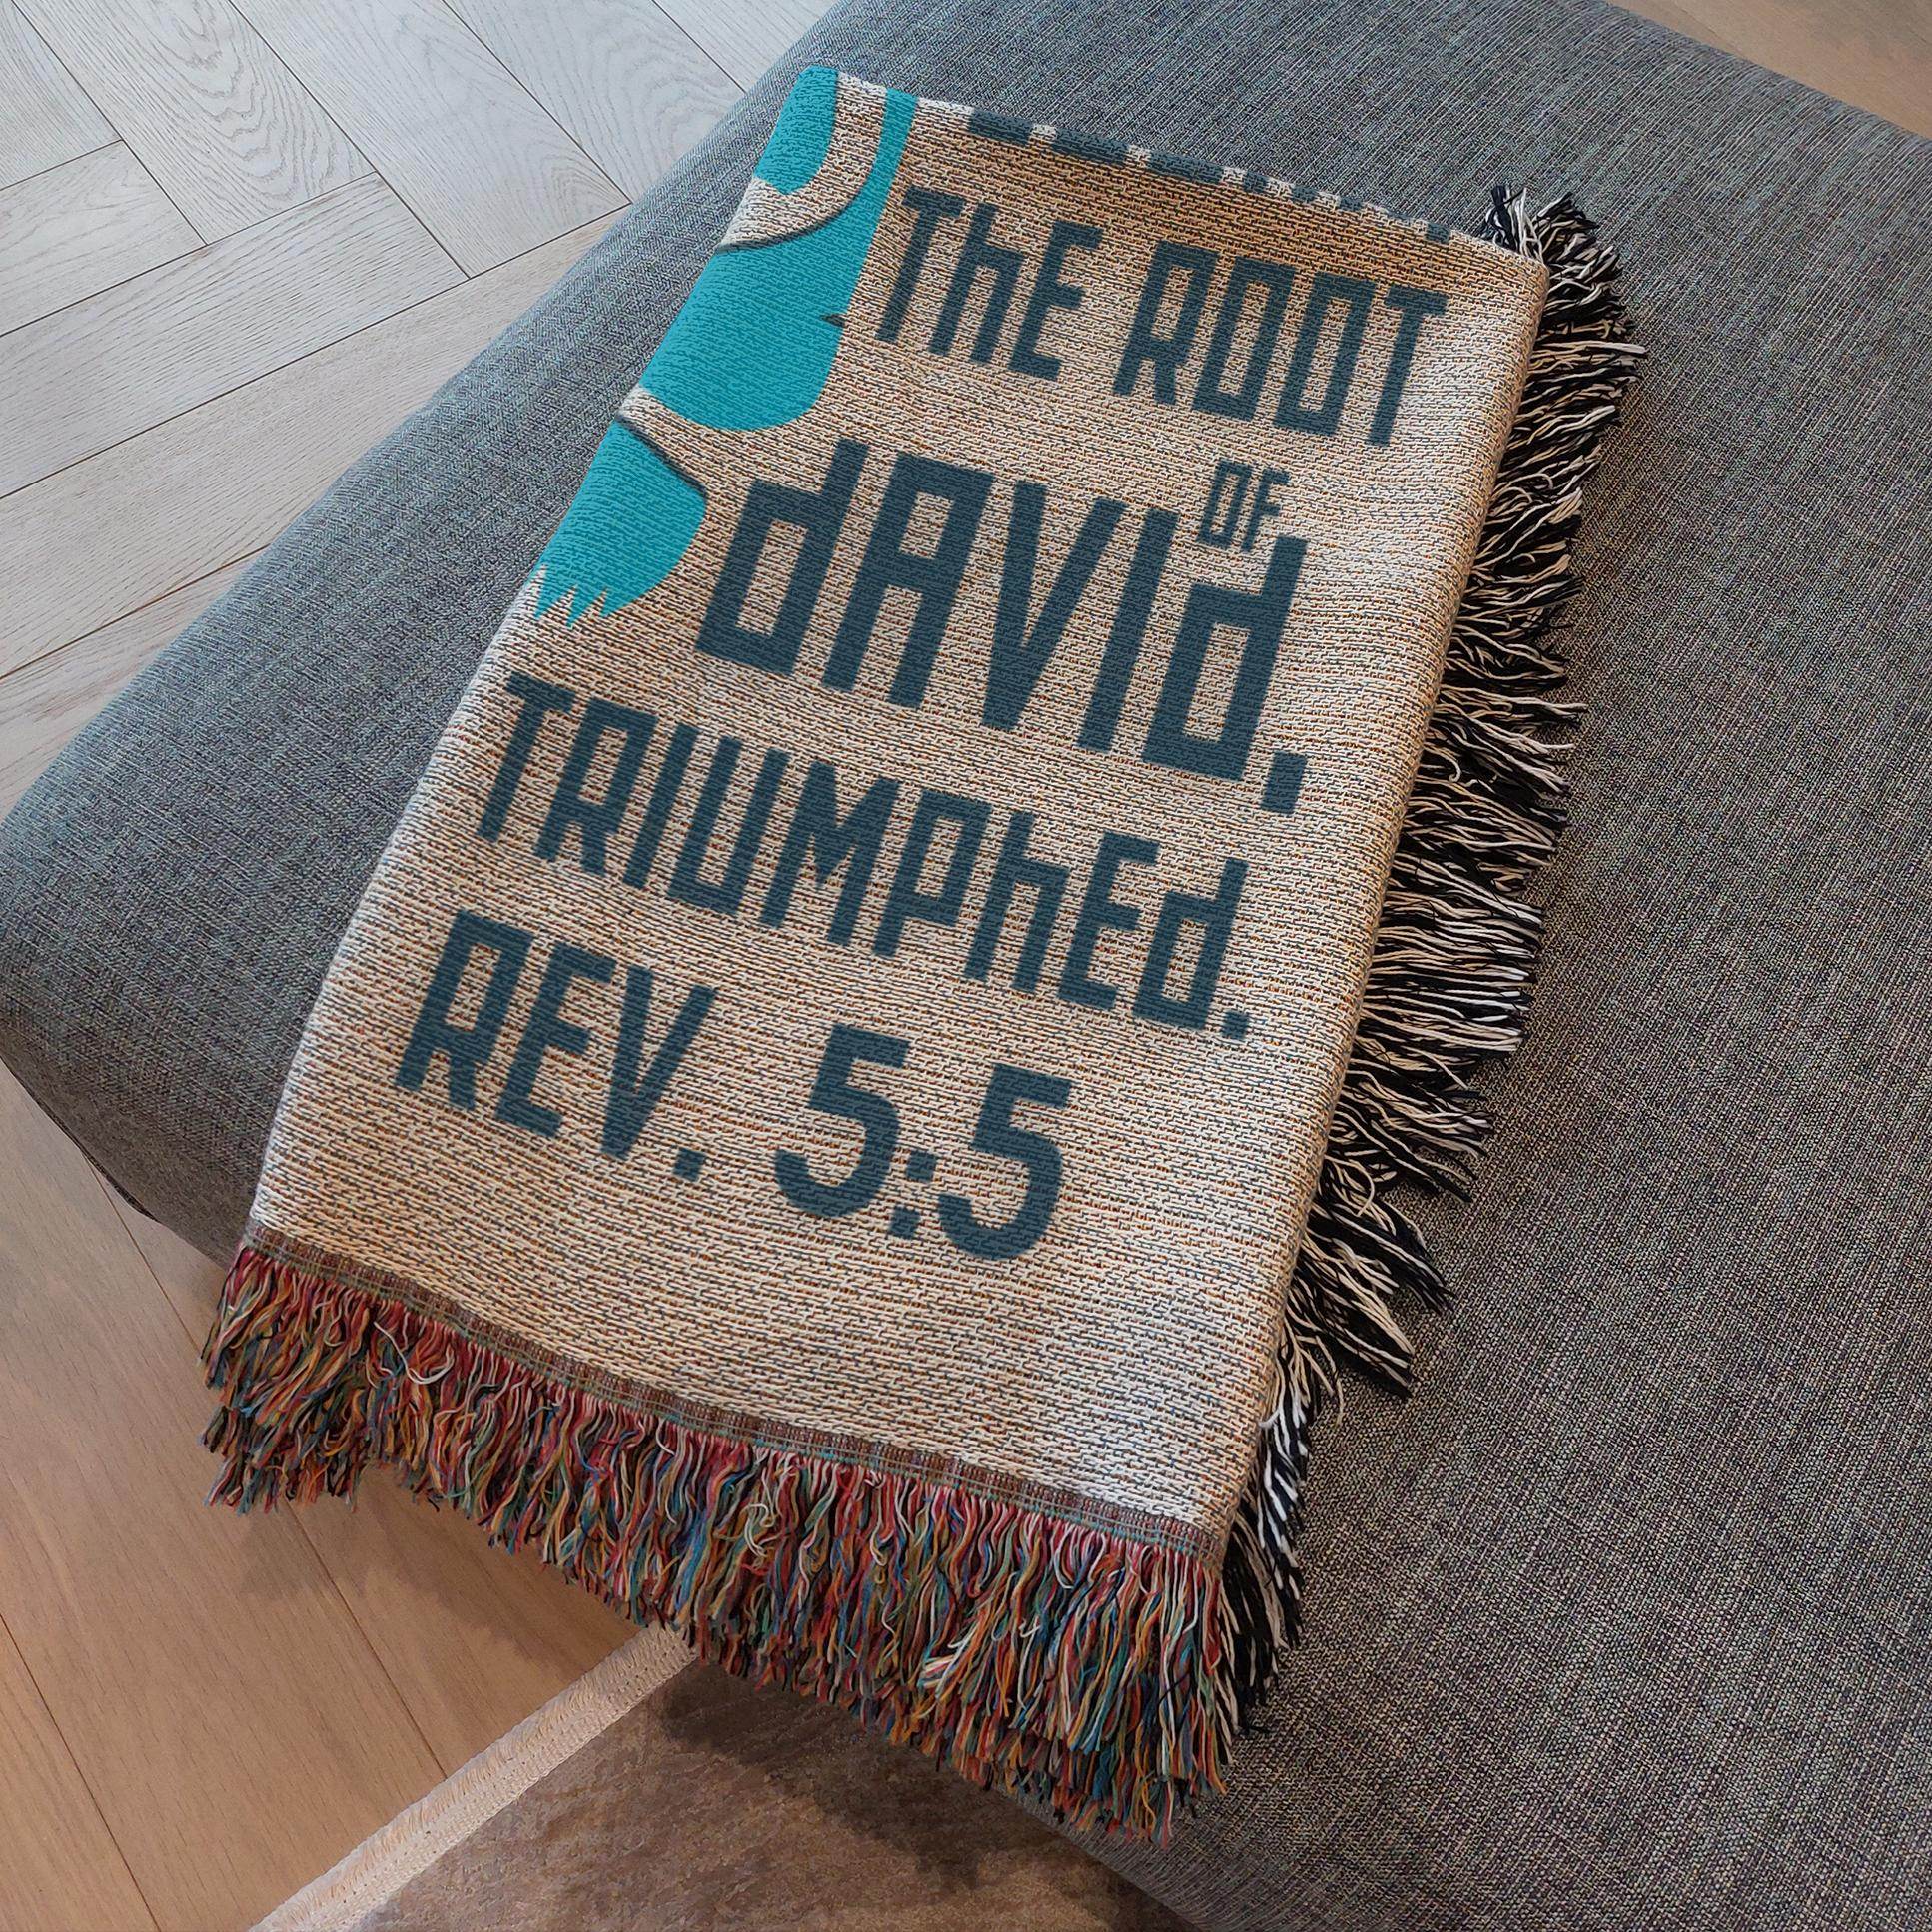 ThE ROOT
OF
dAVId,
TRIUMPhEd.
REV. 5:5